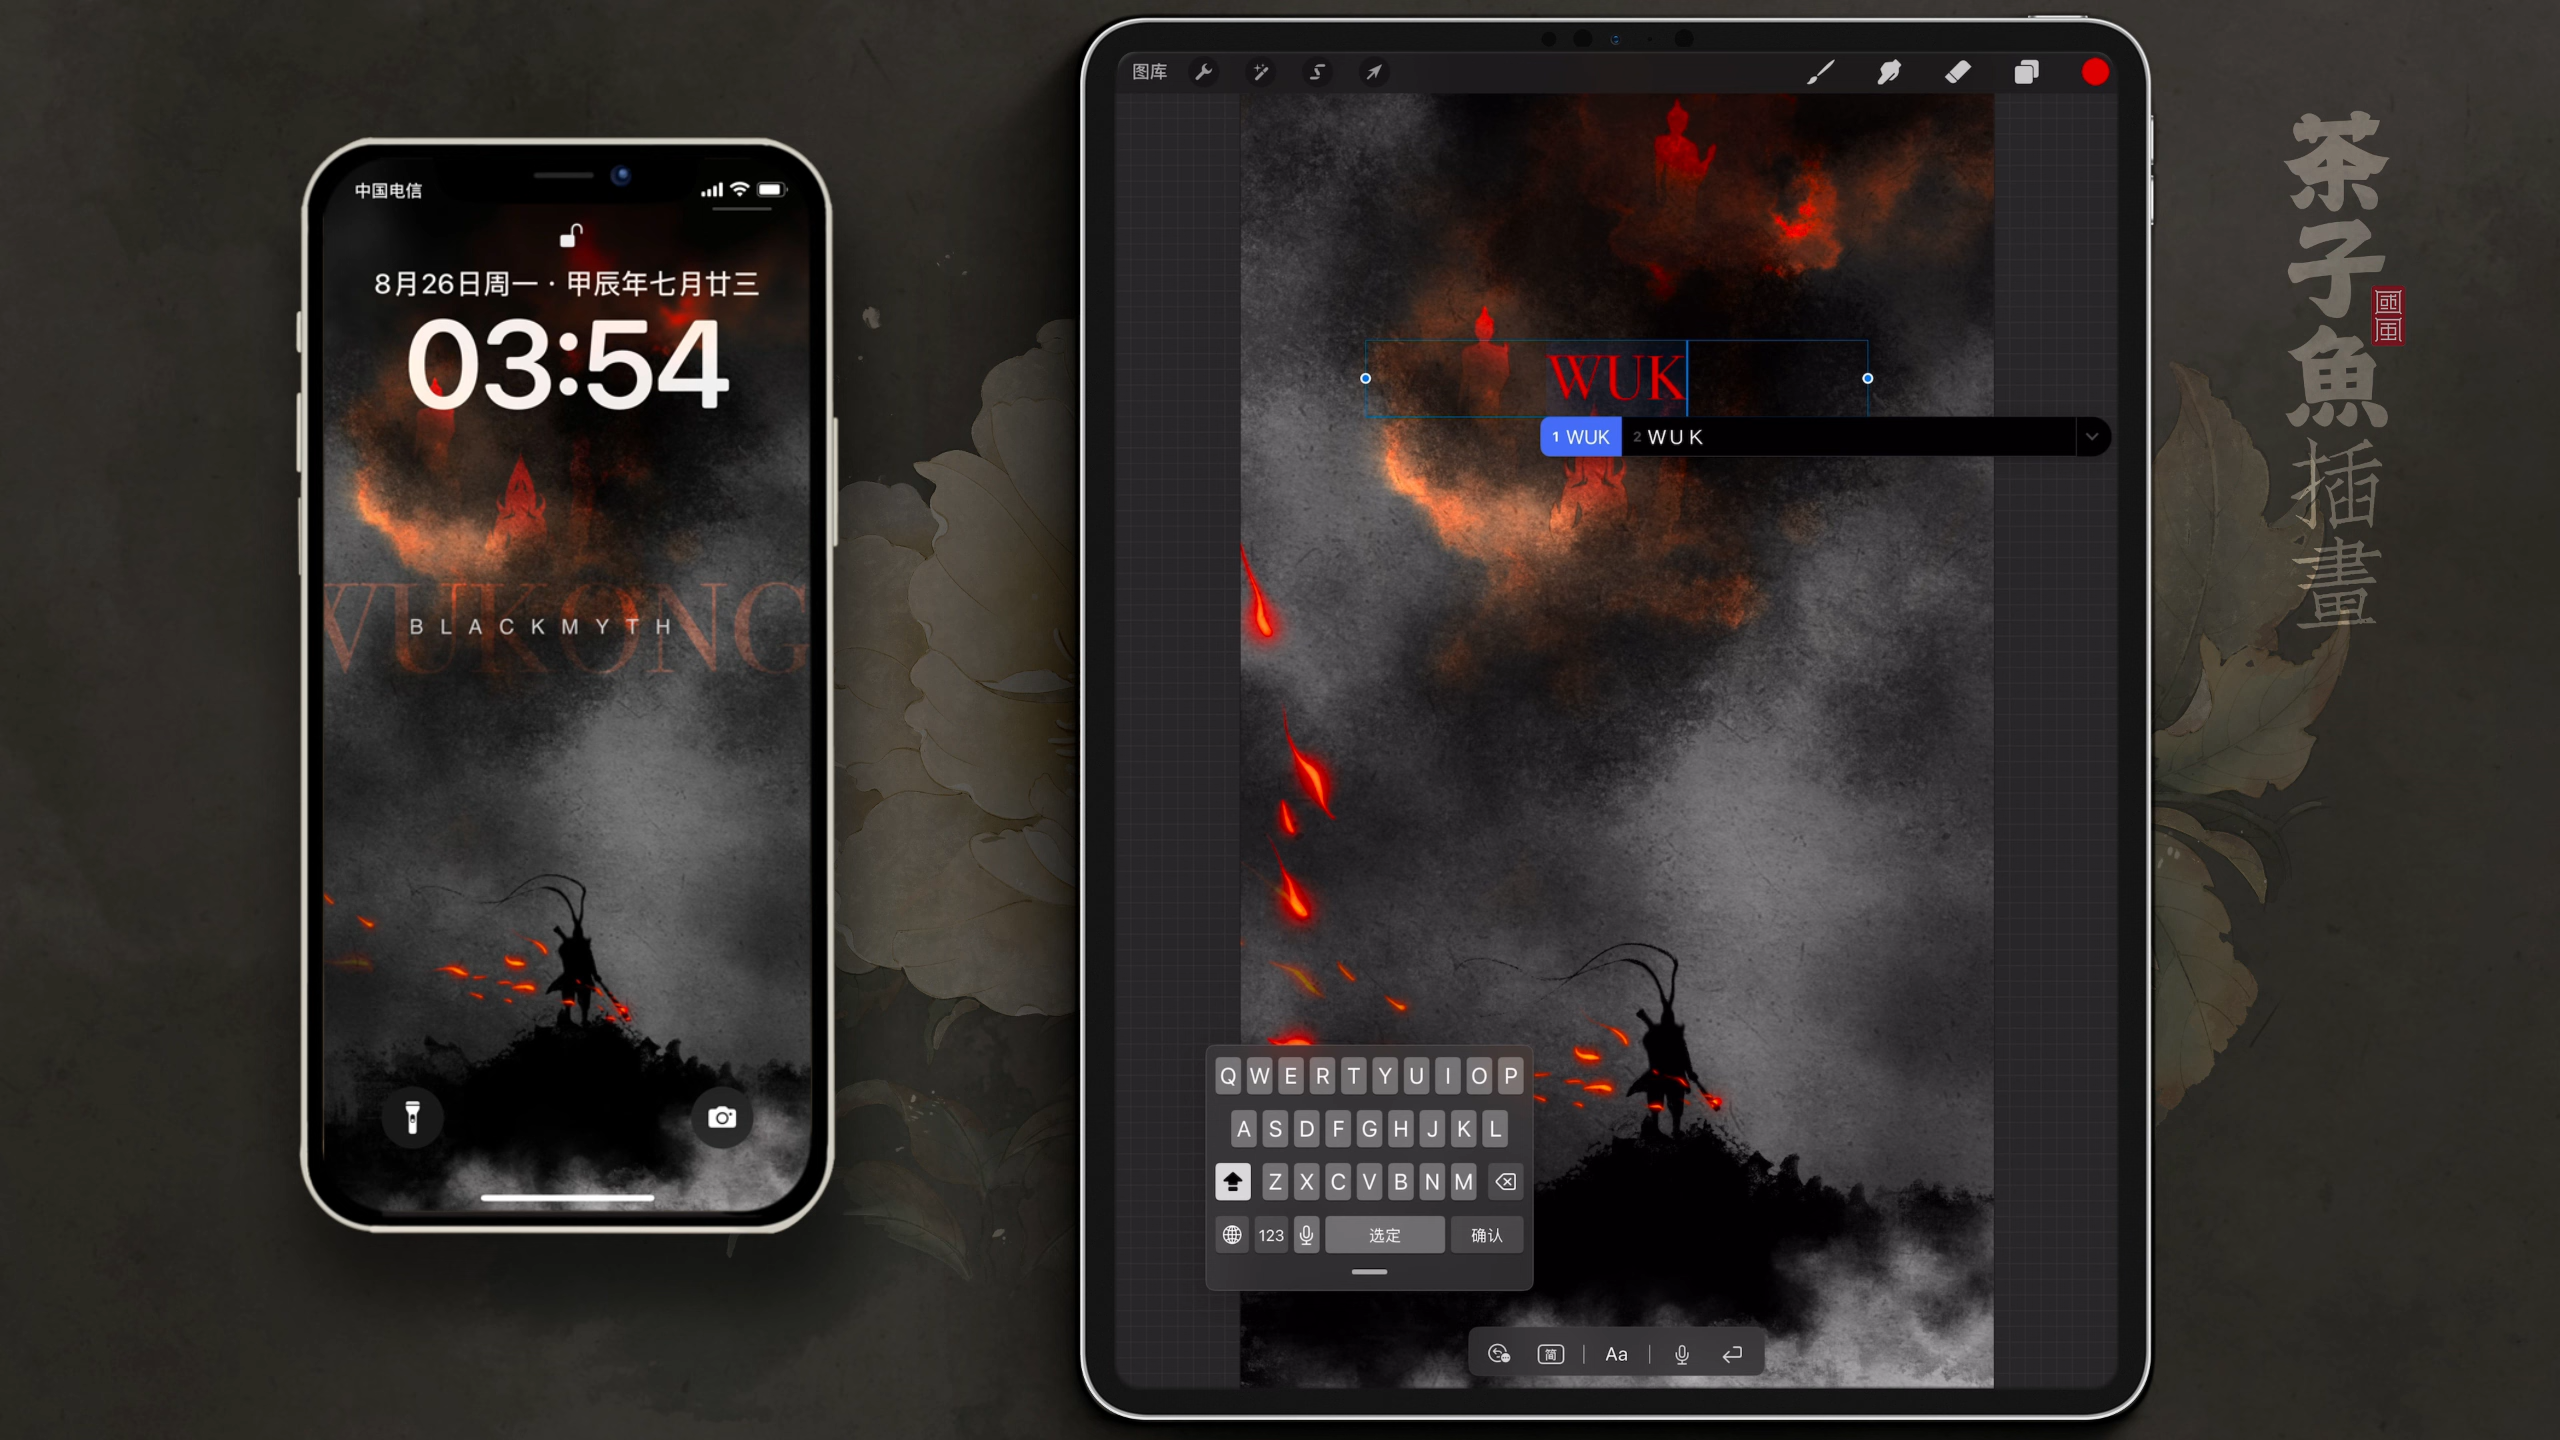 中国电信
8月26日周一 · 甲辰年七月廿三
03:54
WUKONG
BLACKMYTH
图库
WUK
1 WUK 2 W U K
Q W E R T Y U I O P
A S D F G H J K L
Z X C V B N M
123 选定 确认
简 Aa
茶子魚插畫